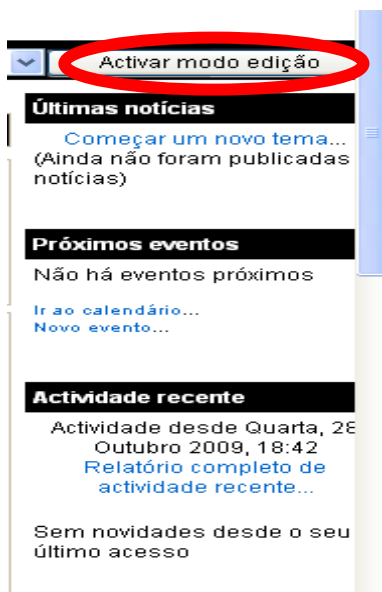 Activar modo edição
Últimas notícias
Começar um novo tema...
(Ainda não foram publicadas
notícias)
Próximos eventos
Não há eventos próximos
Ir ao calendário...
Novo evento...
Actividade recente
Actividade desde Quarta, 28
Outubro 2009, 18:42
Relatório completo de
actividade recente...
Sem novidades desde o seu
último acesso